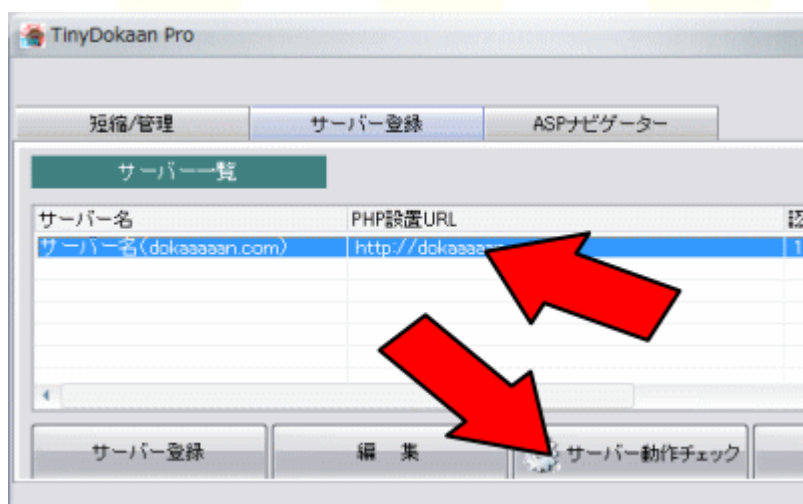 TinyDokaan Pro
短縮/管理 サーバー登録 ASPナビゲーター
サーバー一覧
サーバー名 PHP設置URL 認
サーバー名(dokaaaaan.com) http://dokaaaa 1
サーバー登録 編 集 サーバー動作チェック